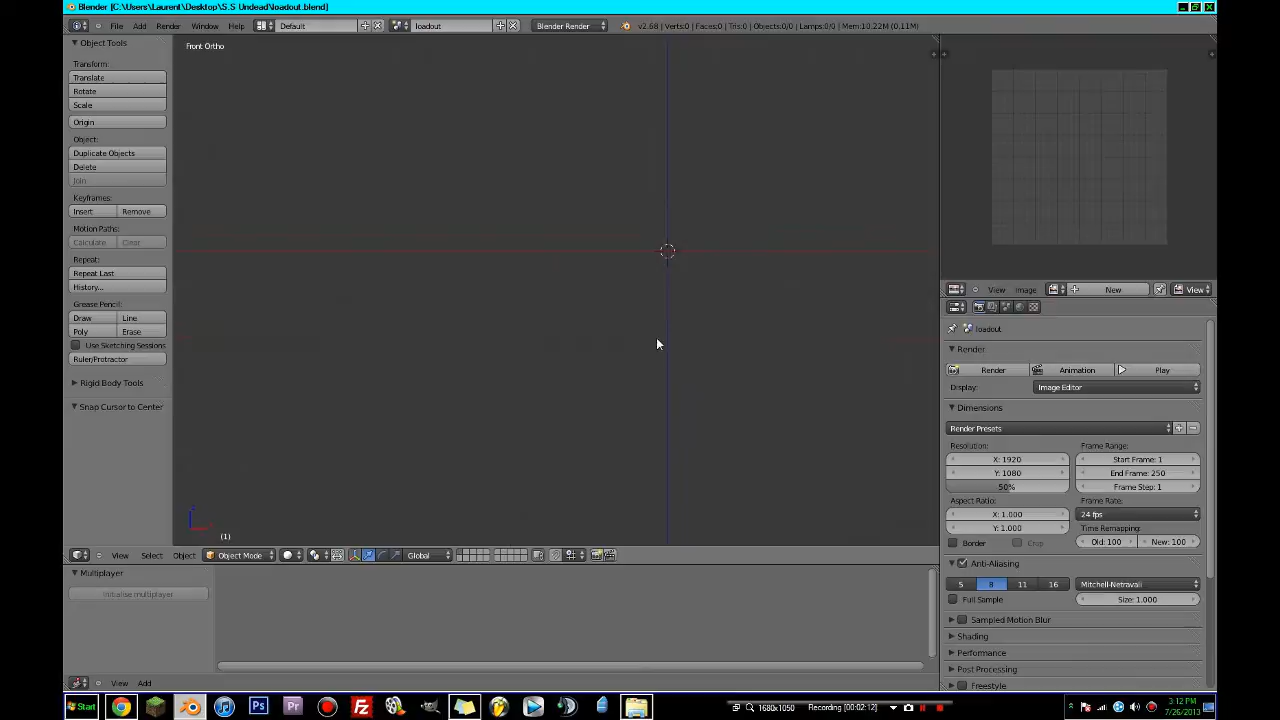 Blender [C:\Users\Laurent\Desktop\S.S Undead\loadout.blend]
File Add Render Window Help Default loadout Blender Render v2.68 | Verts:0 | Faces:0 | Tris:0 | Objects:0/0 | Lamps:0/0 | Mem:10.22M (0.11M)
Object Tools
Transform:
Translate
Rotate
Scale
Origin
Object:
Duplicate Objects
Delete
Join
Keyframes:
Insert Remove
Motion Paths:
Calculate Clear
Repeat:
Repeat Last
History...
Grease Pencil:
Draw Line
Poly Erase
Use Sketching Sessions
Ruler/Protractor
Rigid Body Tools
Snap Cursor to Center
Front Ortho
(1)
View Select Object Object Mode Global
Multiplayer
Initialise multiplayer
View Add
View Image New View
loadout
Render
Render Animation Play
Display: Image Editor
Dimensions
Render Presets
Resolution: Frame Range:
X: 1920 Start Frame: 1
Y: 1080 End Frame: 250
50% Frame Step: 1
Aspect Ratio: Frame Rate:
X: 1.000 24 fps
Y: 1.000 Time Remapping:
Border Crop Old: 100 New: 100
Anti-Aliasing
5 8 11 16 Mitchell-Netravali
Full Sample Size: 1.000
Sampled Motion Blur
Shading
Performance
Post Processing
Freestyle
Start Ps Pr 1680x1050 Recording [00:02:12] 3:12 PM
7/26/2013